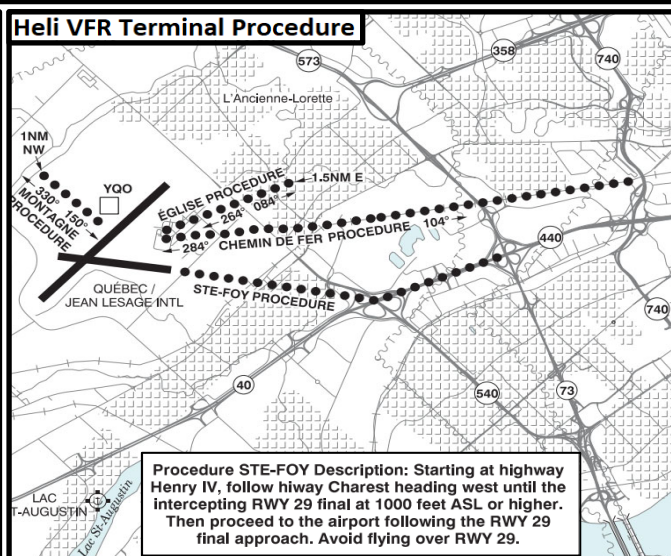 Heli VFR Terminal Procedure
573
358
740
L'Ancienne-Lorette
1NM
NW
YQO
330° 150°
MONTAGNE
PROCEDURE
ÉGLISE PROCEDURE
1.5NM E
264° 084°
284° CHEMIN DE FER PROCEDURE 104°
440
QUÉBEC /
JEAN LESAGE INTL
STE-FOY PROCEDURE
740
40
540
73
LAC
T-AUGUSTIN
Lac St-Augustin
Procedure STE-FOY Description: Starting at highway
Henry IV, follow hiway Charest heading west until the
intercepting RWY 29 final at 1000 feet ASL or higher.
Then proceed to the airport following the RWY 29
final approach. Avoid flying over RWY 29.